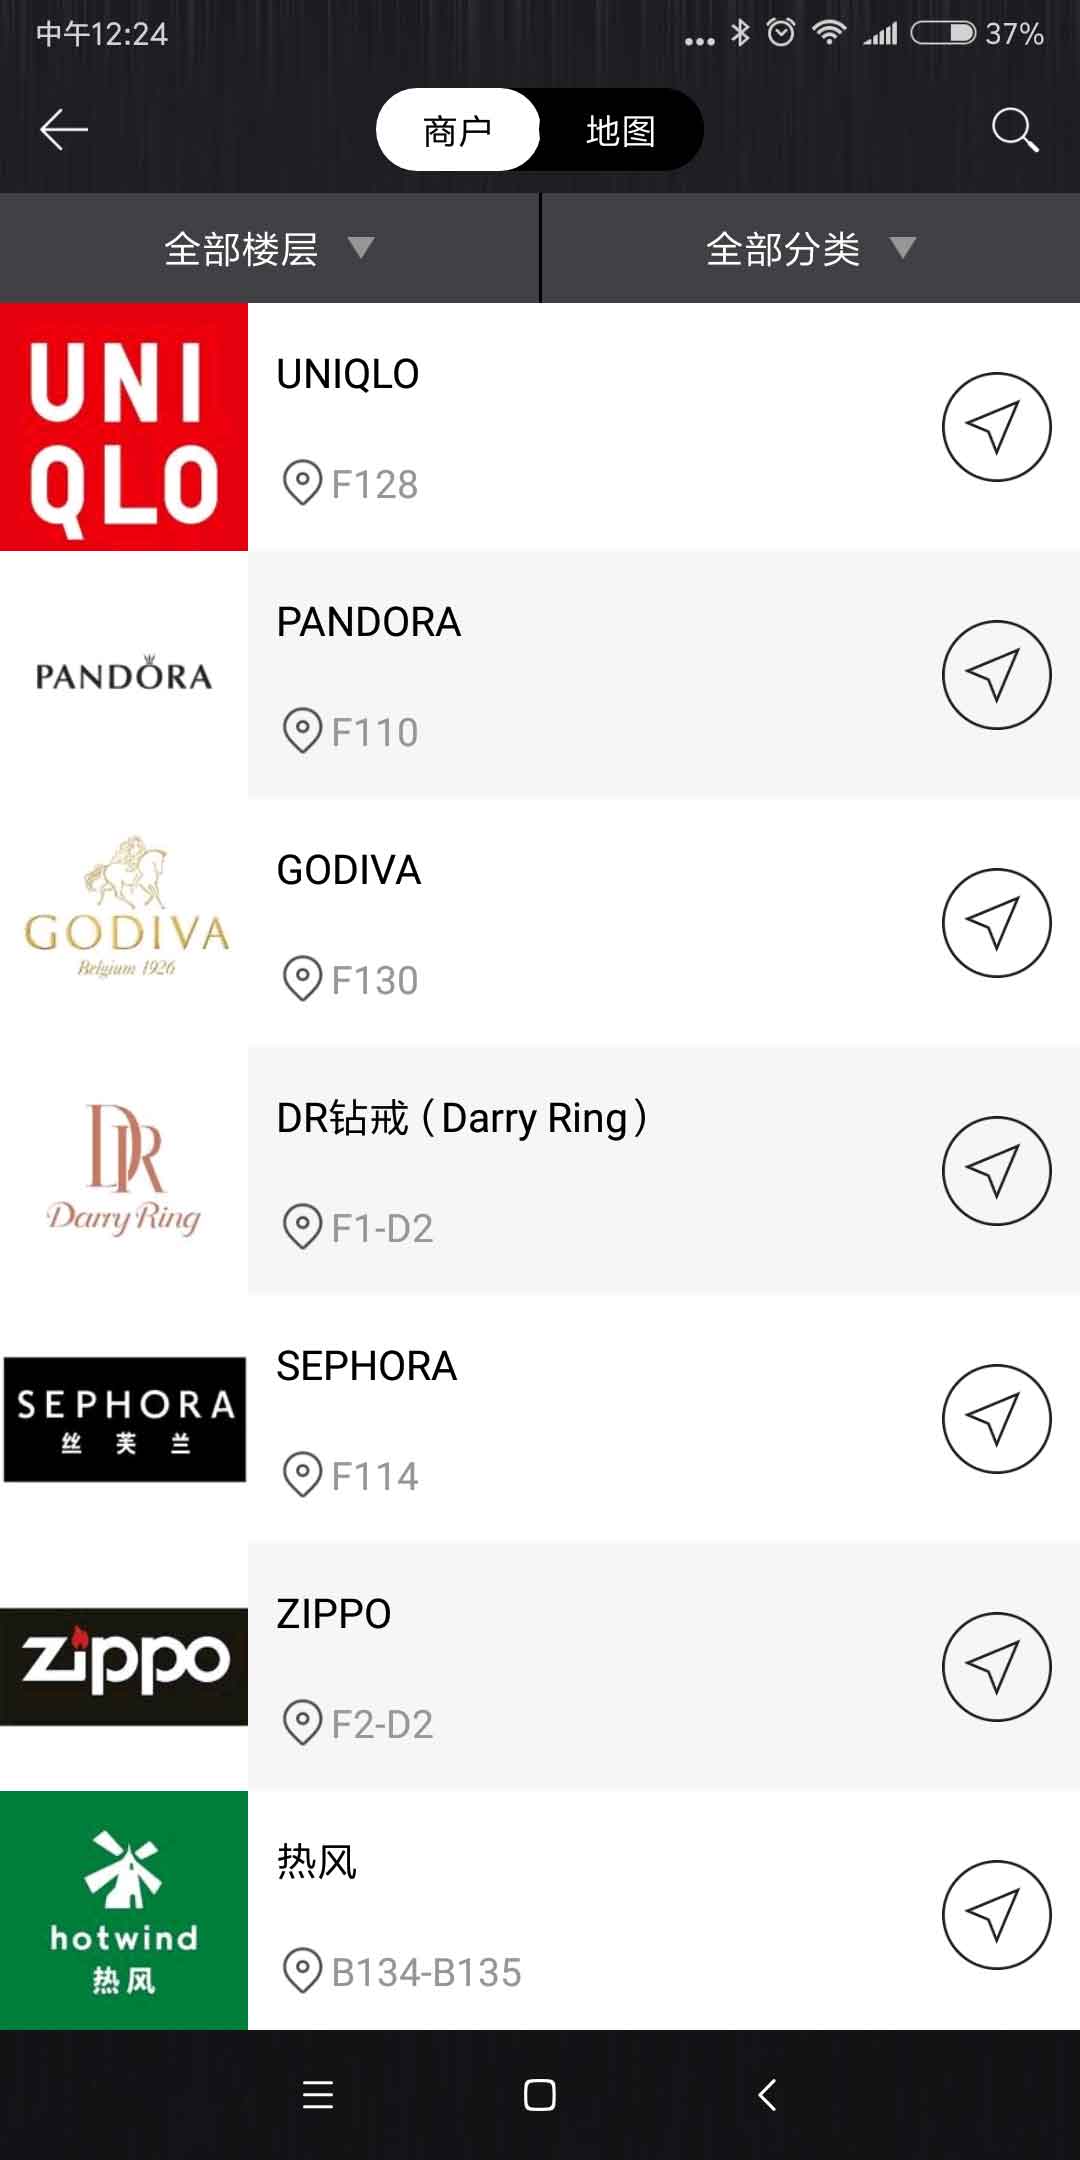 中午12:24
37%
商户
地图
全部楼层
全部分类
UNI
QLO
UNIQLO
F128
PANDORA
PANDORA
F110
GODIVA
Belgium 1926
GODIVA
F130
DR
Darry Ring
DR钻戒（Darry Ring）
F1-D2
SEPHORA
丝芙兰
SEPHORA
F114
zippo
ZIPPO
F2-D2
hotwind
热风
热风
B134-B135